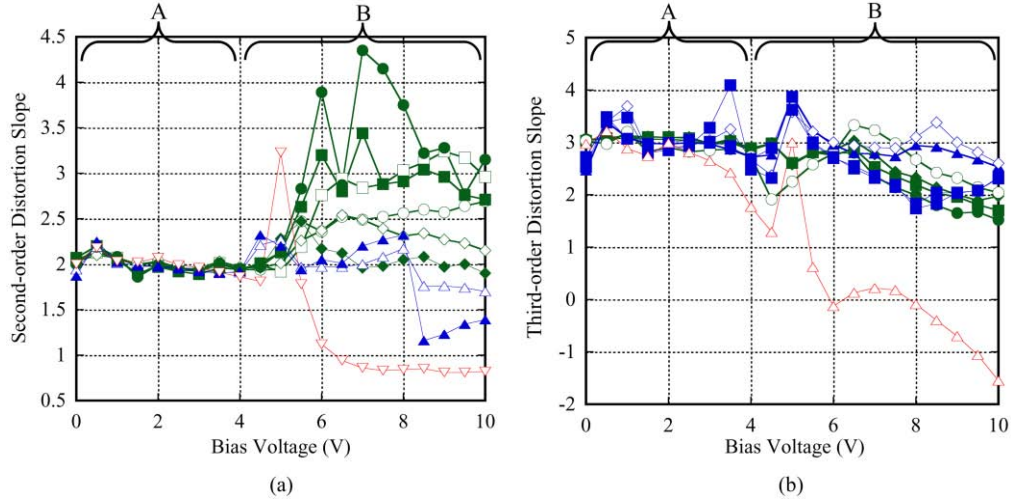 A
B
4.5
4
3.5
3
2.5
2
1.5
1
0.5
Second-order Distortion Slope
0 2 4 6 8 10
Bias Voltage (V)
(a)
A
B
5
4
3
2
1
0
-1
-2
Third-order Distortion Slope
0 2 4 6 8 10
Bias Voltage (V)
(b)